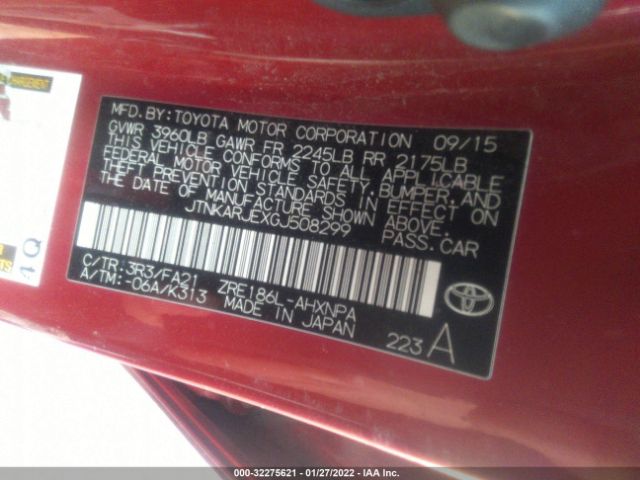 CHARGEMENT
4 Q
MFD. BY: TOYOTA MOTOR CORPORATION 09/15
GVWR 3960LB GAWR FR 2245LB RR 2175LB
THIS VEHICLE CONFORMS TO ALL APPLICABLE
FEDERAL MOTOR VEHICLE SAFETY, BUMPER, AND
THEFT PREVENTION STANDARDS IN EFFECT ON
THE DATE OF MANUFACTURE SHOWN ABOVE.
JTNKARJEXGJ508299 PASS. CAR
C/TR: 3R3/FA21 ZRE186L-AHXNPA
A/TM: -06A/K313 MADE IN JAPAN
223 A
000-32275621 - 01/27/2022 - IAA Inc.